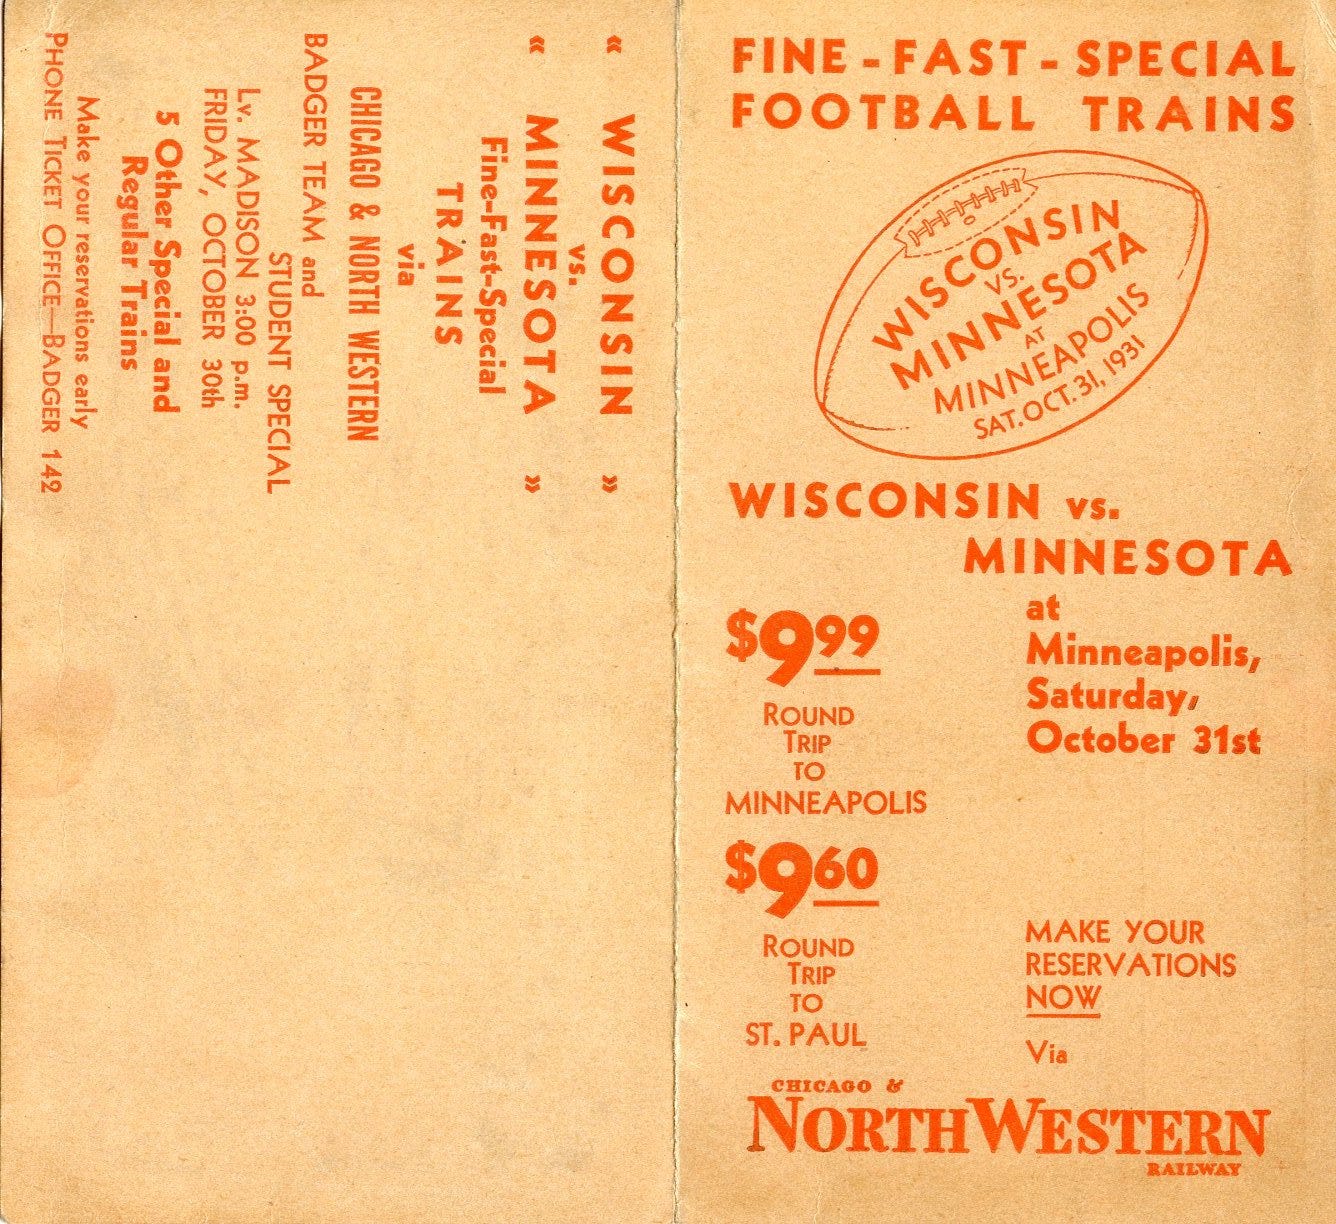 FINE - FAST - SPECIAL
FOOTBALL TRAINS
WISCONSIN
VS.
MINNESOTA
AT
MINNEAPOLIS
SAT. OCT. 31, 1931
WISCONSIN vs.
MINNESOTA
at
Minneapolis,
Saturday,
October 31st
$9.99
ROUND
TRIP
TO
MINNEAPOLIS
$9.60
ROUND
TRIP
TO
ST. PAUL
MAKE YOUR
RESERVATIONS
NOW
Via
CHICAGO &
NORTH WESTERN
RAILWAY
« WISCONSIN »
vs.
« MINNESOTA »
Fine-Fast-Special
TRAINS
via
CHICAGO & NORTH WESTERN
BADGER TEAM and
STUDENT SPECIAL
Lv. MADISON 3:00 p.m.
FRIDAY, OCTOBER 30th
5 Other Special and
Regular Trains
Make your reservations early
PHONE TICKET OFFICE—BADGER 142